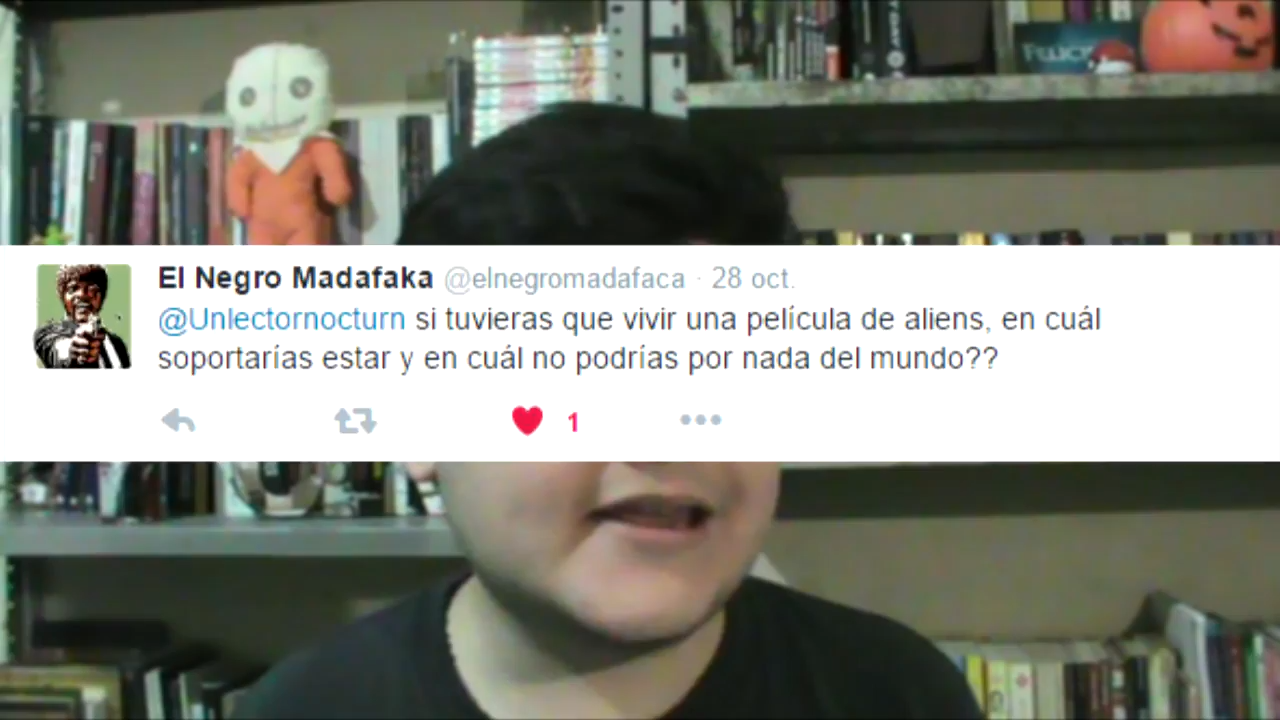 El Negro Madafaka @elnegromadafaca · 28 oct.
@Unlectornocturn si tuvieras que vivir una película de aliens, en cuál
soportarías estar y en cuál no podrías por nada del mundo??
1